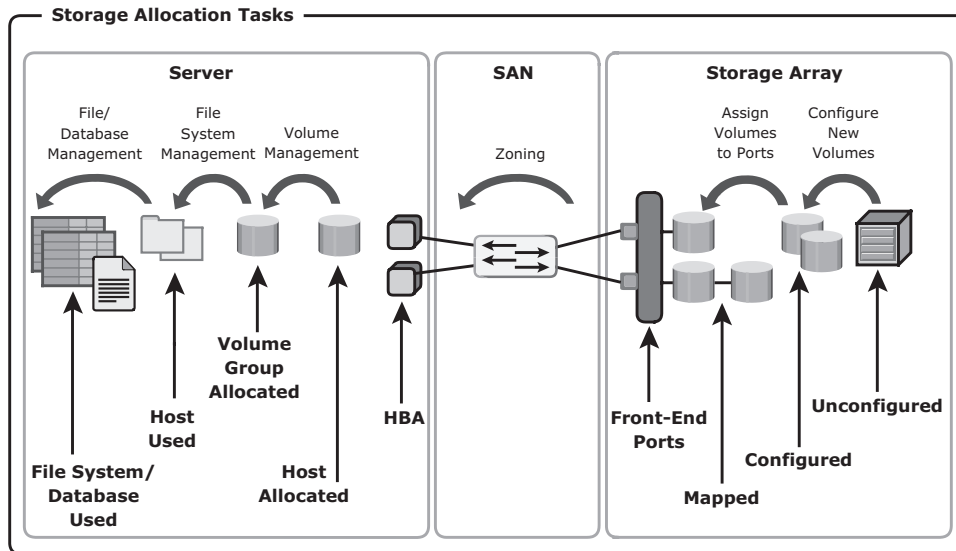 Storage Allocation Tasks
Server
File/
Database
Management
File
System
Management
Volume
Management
File System/
Database
Used
Host
Used
Volume
Group
Allocated
Host
Allocated
HBA
SAN
Zoning
Storage Array
Assign
Volumes
to Ports
Configure
New
Volumes
Front-End
Ports
Mapped
Configured
Unconfigured